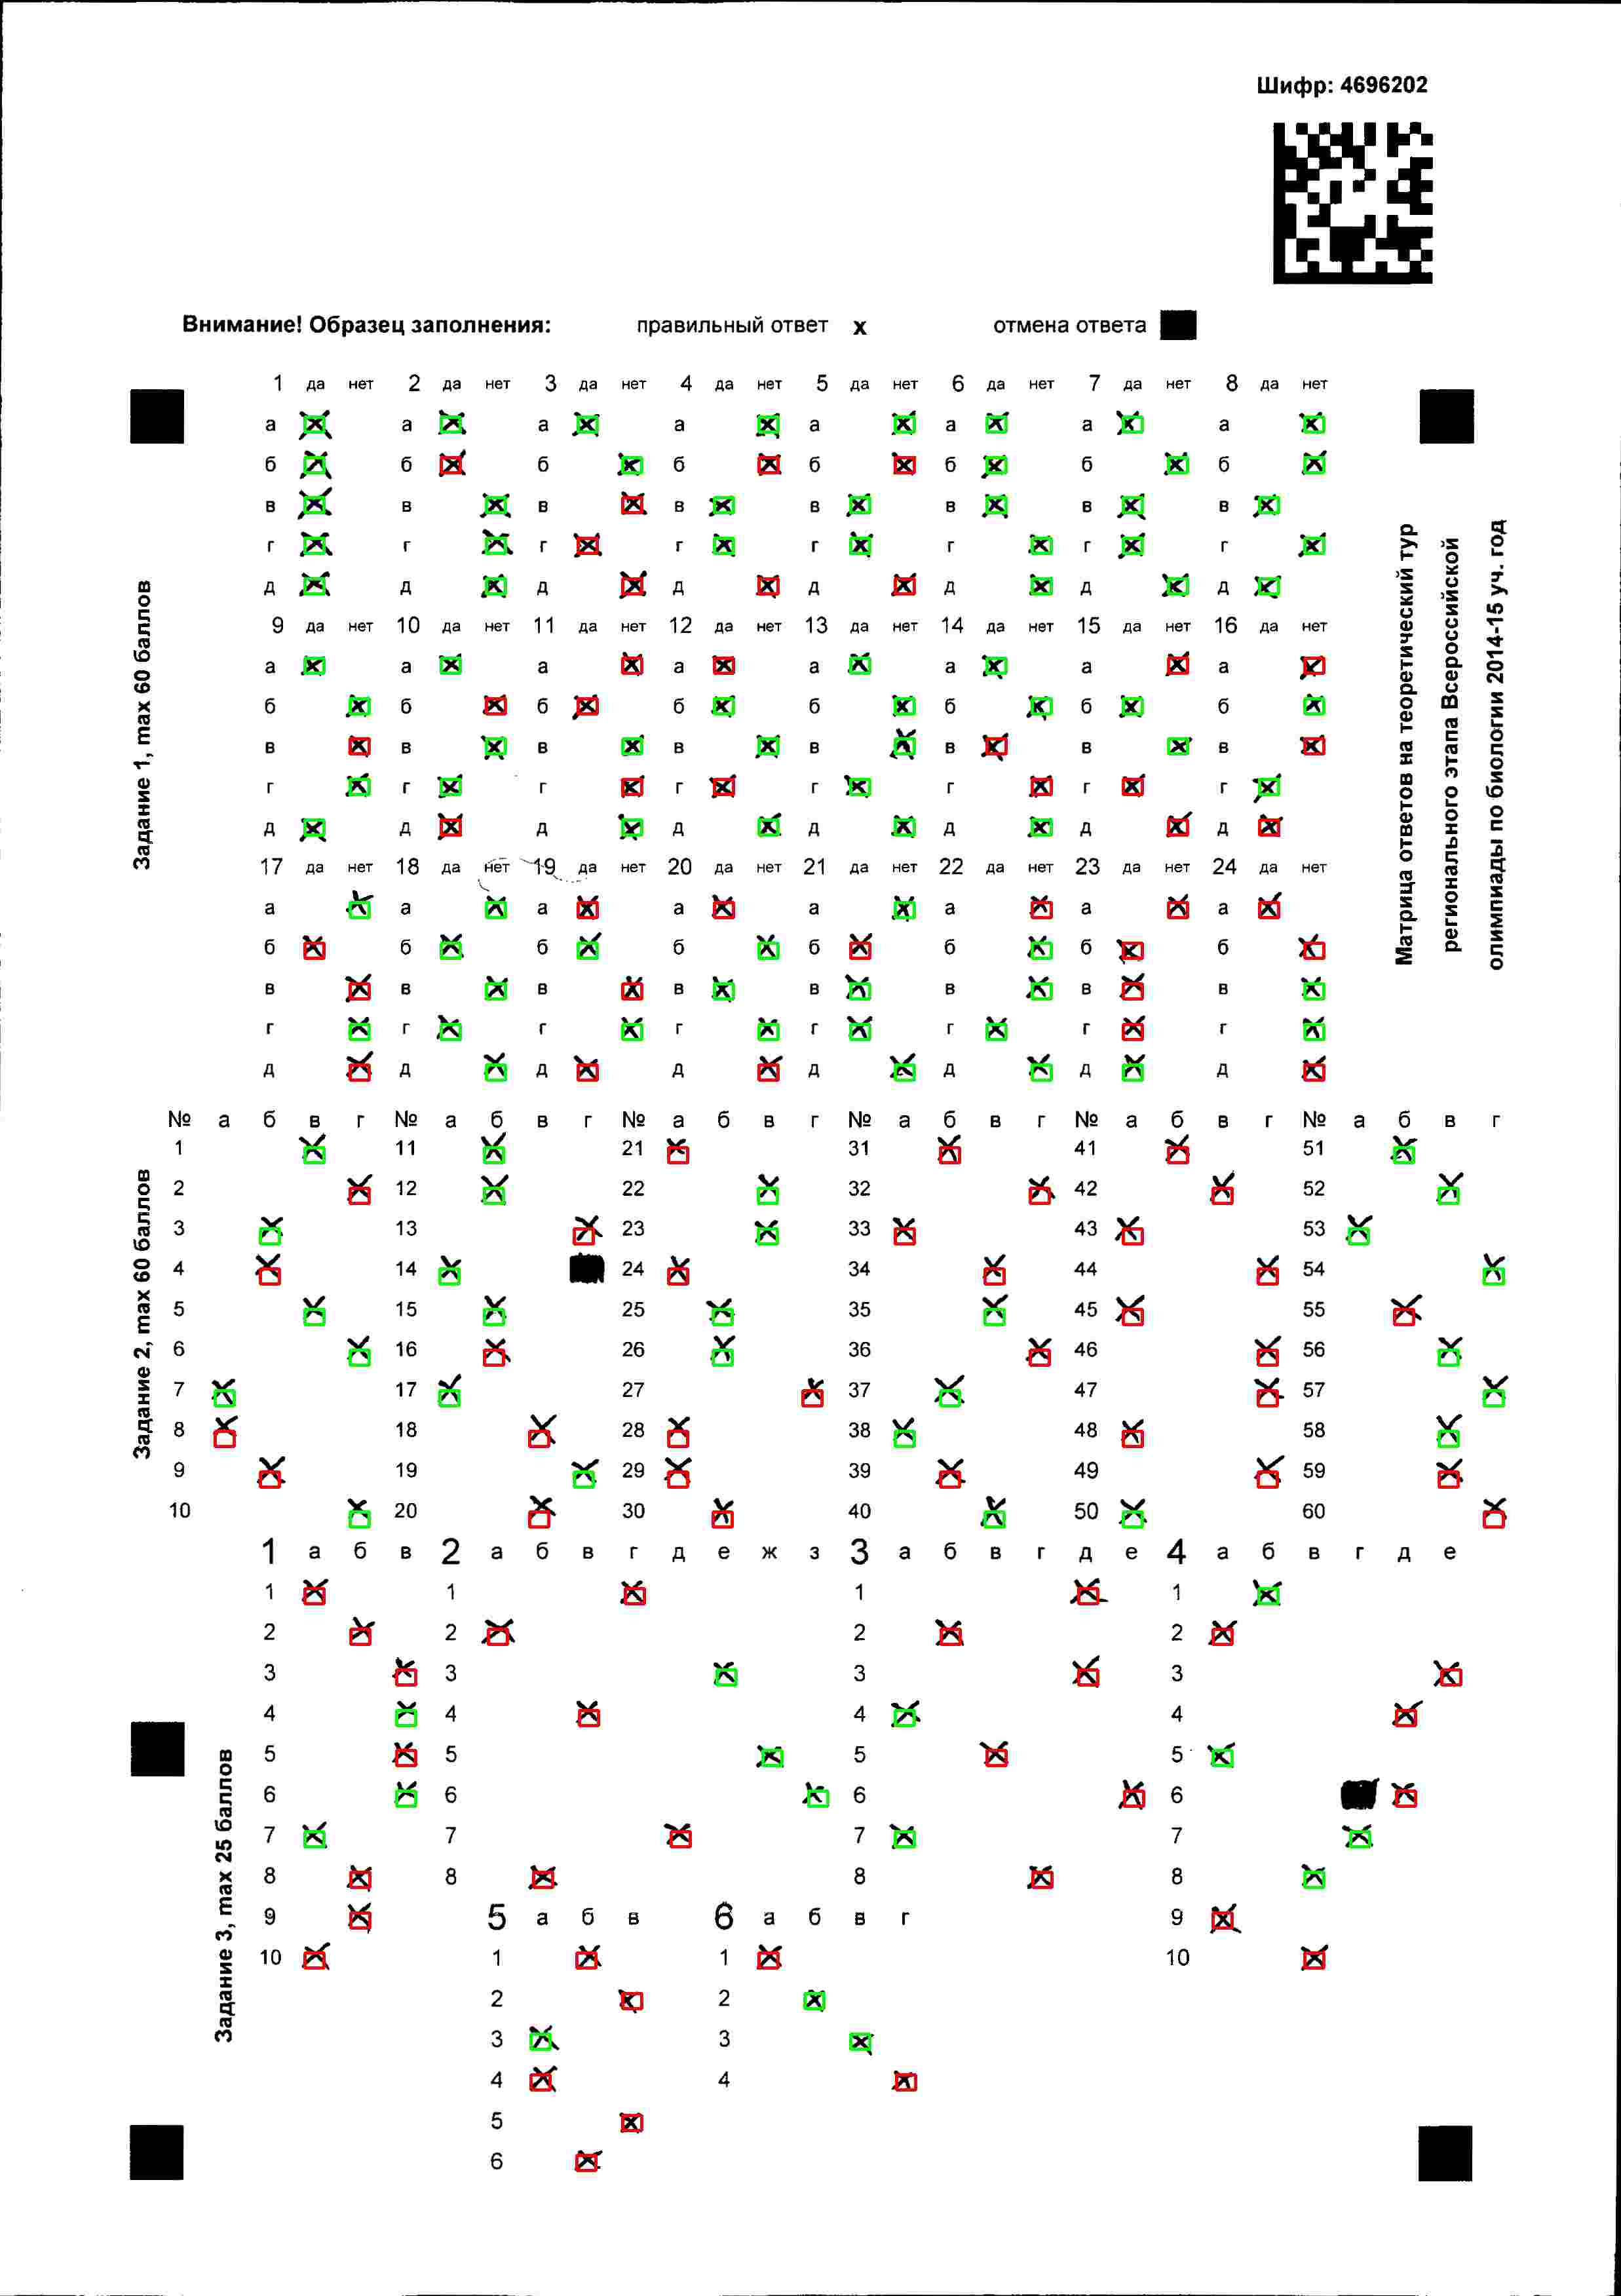 Шифр: 4696202
Внимание! Образец заполнения: правильный ответ x отмена ответа
1 да нет 2 да нет 3 да нет 4 да нет 5 да нет 6 да нет 7 да нет 8 да нет
а а а а а а а а
б б б б б б б б
в в в в в в в в
г г г г г г г г
д д д д д д д д
9 да нет 10 да нет 11 да нет 12 да нет 13 да нет 14 да нет 15 да нет 16 да нет
а а а а а а а а
б б б б б б б б
в в в в в в в в
г г г г г г г г
д д д д д д д д
17 да нет 18 да нет 19 да нет 20 да нет 21 да нет 22 да нет 23 да нет 24 да нет
а а а а а а а а
б б б б б б б б
в в в в в в в в
г г г г г г г г
д д д д д д д д
Задание 1, max 60 баллов
Матрица ответов на теоретический тур
регионального этапа Всероссийской
олимпиады по биологии 2014-15 уч. год
№ а б в г № а б в г № а б в г № а б в г № а б в г № а б в г
1 11 21 31 41 51
2 12 22 32 42 52
3 13 23 33 43 53
4 14 24 34 44 54
5 15 25 35 45 55
6 16 26 36 46 56
7 17 27 37 47 57
8 18 28 38 48 58
9 19 29 39 49 59
10 20 30 40 50 60
Задание 2, max 60 баллов
1 а б в 2 а б в г д е ж з 3 а б в г д е 4 а б в г д е
1 1 1 1
2 2 2 2
3 3 3 3
4 4 4 4
5 5 5 5
6 6 6 6
7 7 7 7
8 8 8 8
9 5 а б в 6 а б в г 9
10 1 1 10
2 2
3 3
4 4
5
6
Задание 3, max 25 баллов